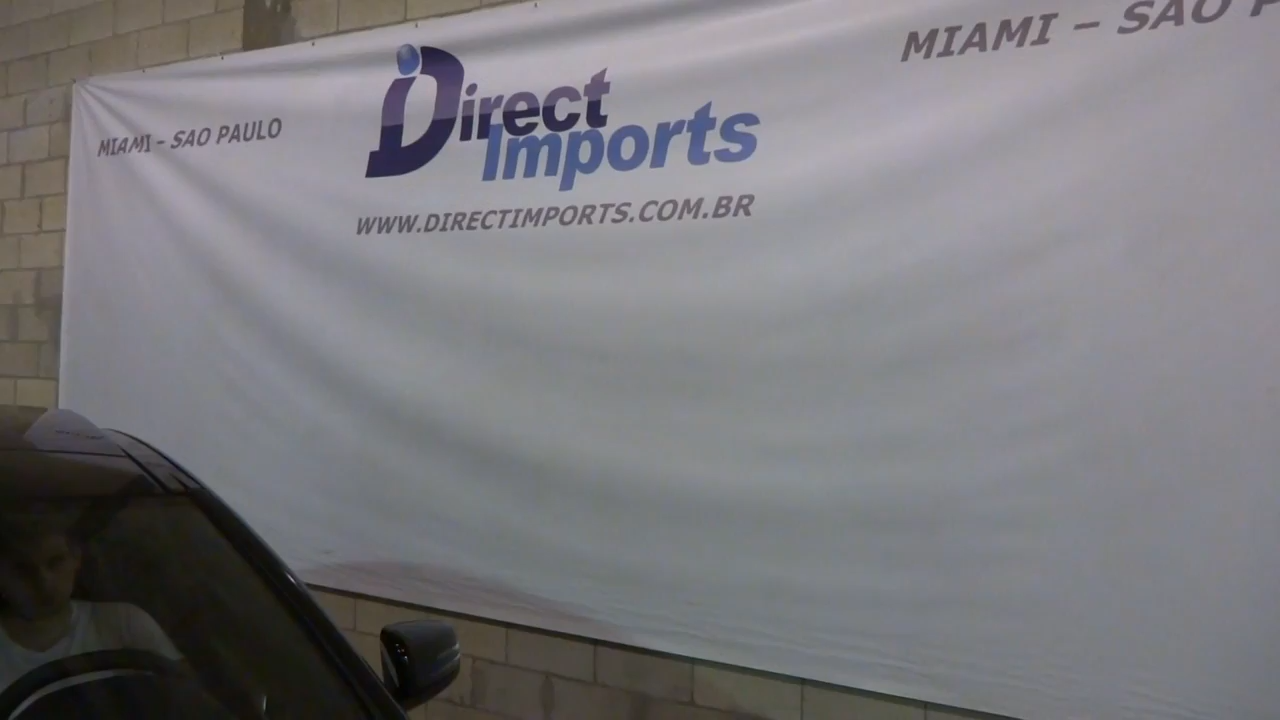 MIAMI – SAO PAULO
Direct
Imports
WWW.DIRECTIMPORTS.COM.BR
MIAMI – SAO P